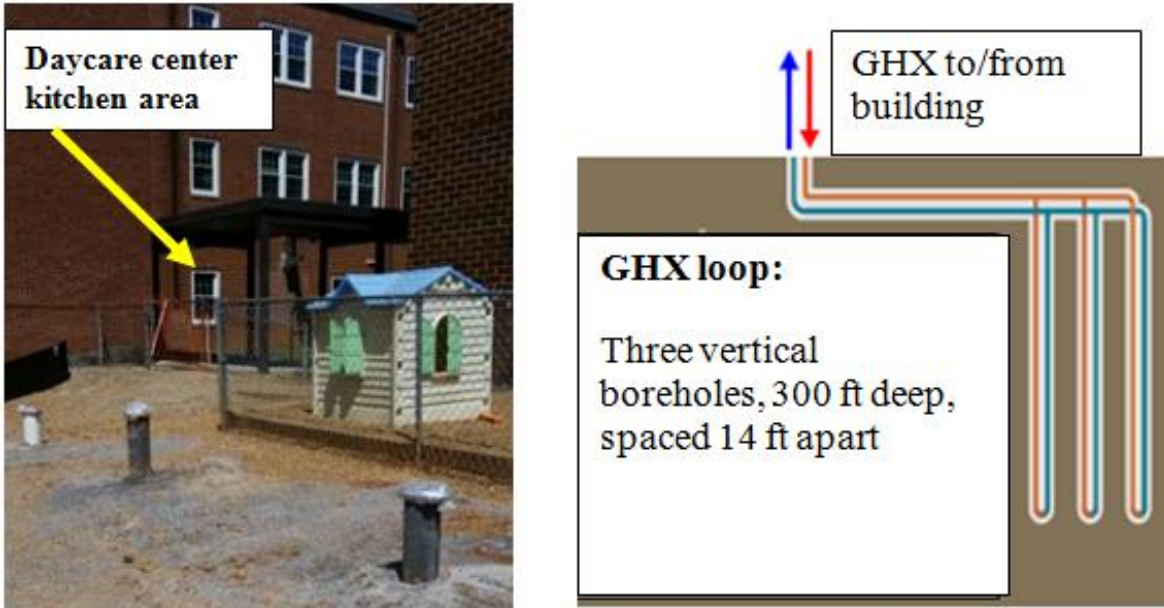 Daycare center
kitchen area
GHX to/from
building
GHX loop:
Three vertical
boreholes, 300 ft deep,
spaced 14 ft apart